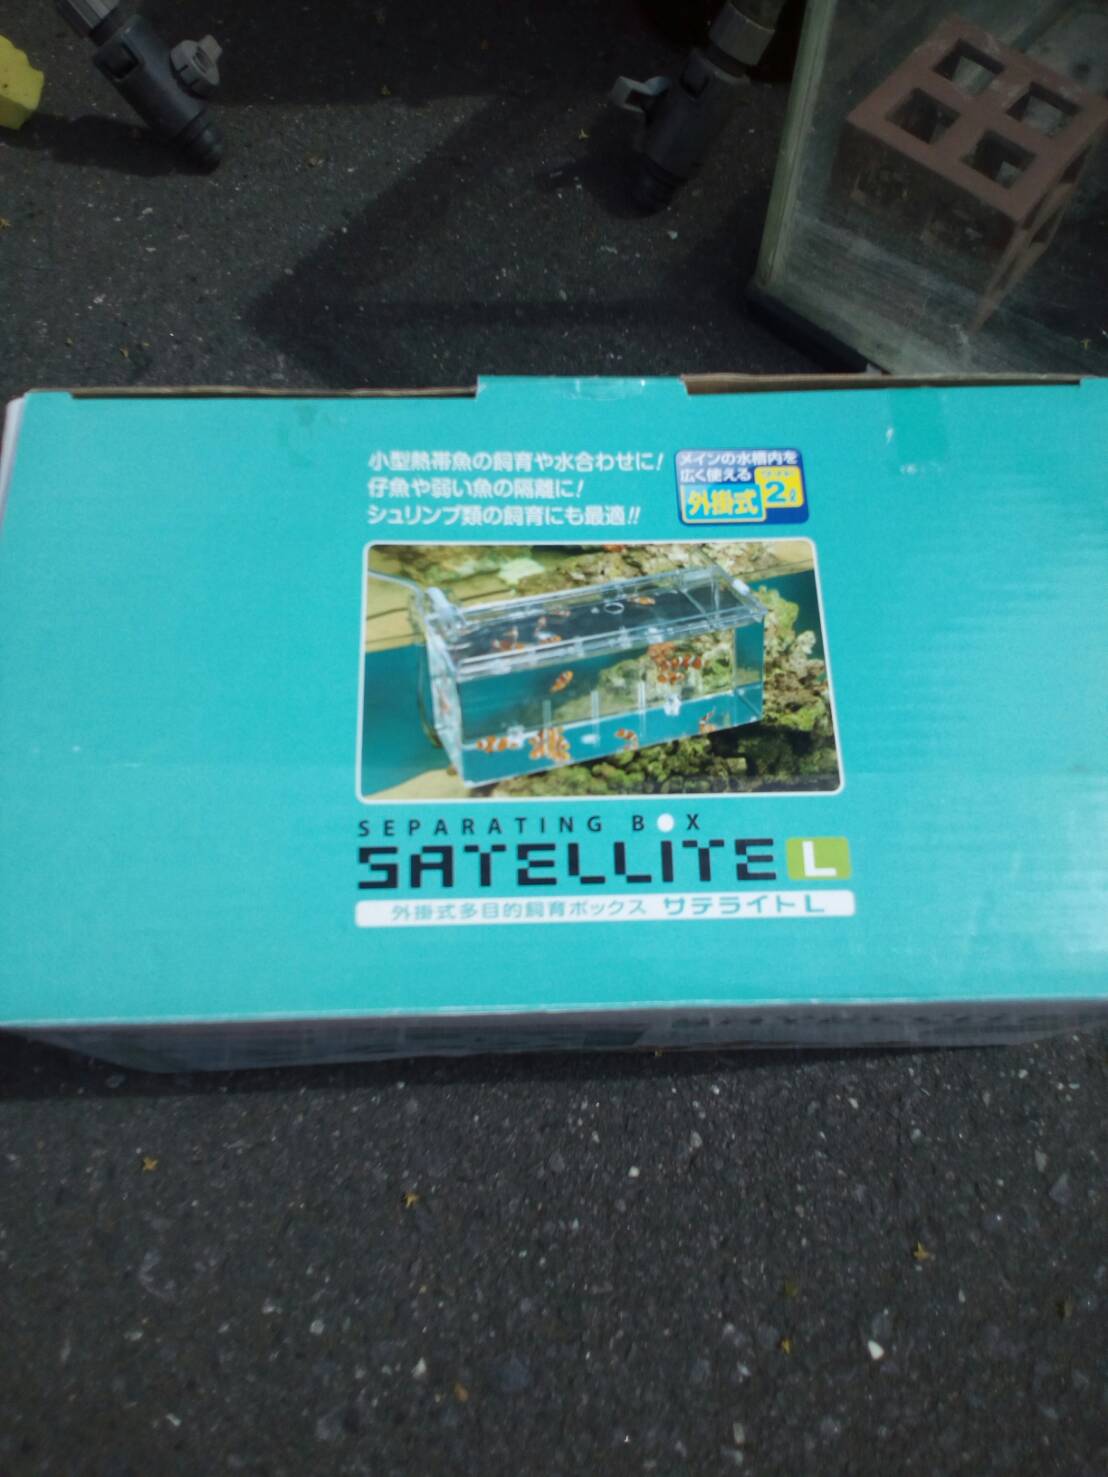 小型熱帯魚の飼育や水合わせに!
仔魚や弱い魚の隔離に!
シュリンプ類の飼育にも最適!!
メインの水槽内を
広く使える
外掛式
2ℓ
SEPARATING BOX
SATELLITE L
外掛式多目的飼育ボックス サテライトL